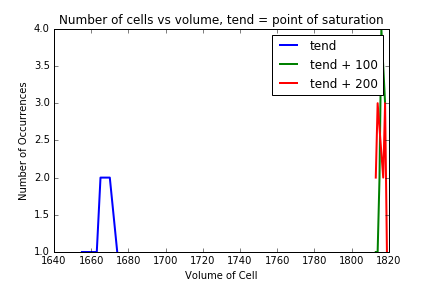 Number of cells vs volume, tend = point of saturation
Number of Occurrences
4.0
3.5
3.0
2.5
2.0
1.5
1.0
tend
tend + 100
tend + 200
1640 1660 1680 1700 1720 1740 1760 1780 1800 1820
Volume of Cell